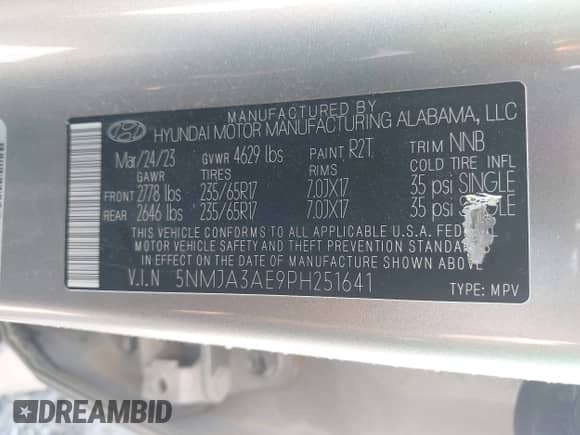 MANUFACTURED BY
HYUNDAI MOTOR MANUFACTURING ALABAMA, LLC
Mar/24/23 GVWR 4629 lbs PAINT R2T TRIM NNB
GAWR TIRES RIMS COLD TIRE INFL
FRONT 2778 lbs 235/65R17 7.0JX17 35 psi SINGLE
REAR 2646 lbs 235/65R17 7.0JX17 35 psi
THIS VEHICLE CONFORMS TO ALL APPLICABLE U.S.A.
MOTOR VEHICLE SAFETY AND THEFT PREVENTION
IN EFFECT ON THE DATE OF MANUFACTURE SHOWN ABOVE
V.I.N 5NMJA3AE9PH251641 TYPE: MPV
DREAMBID